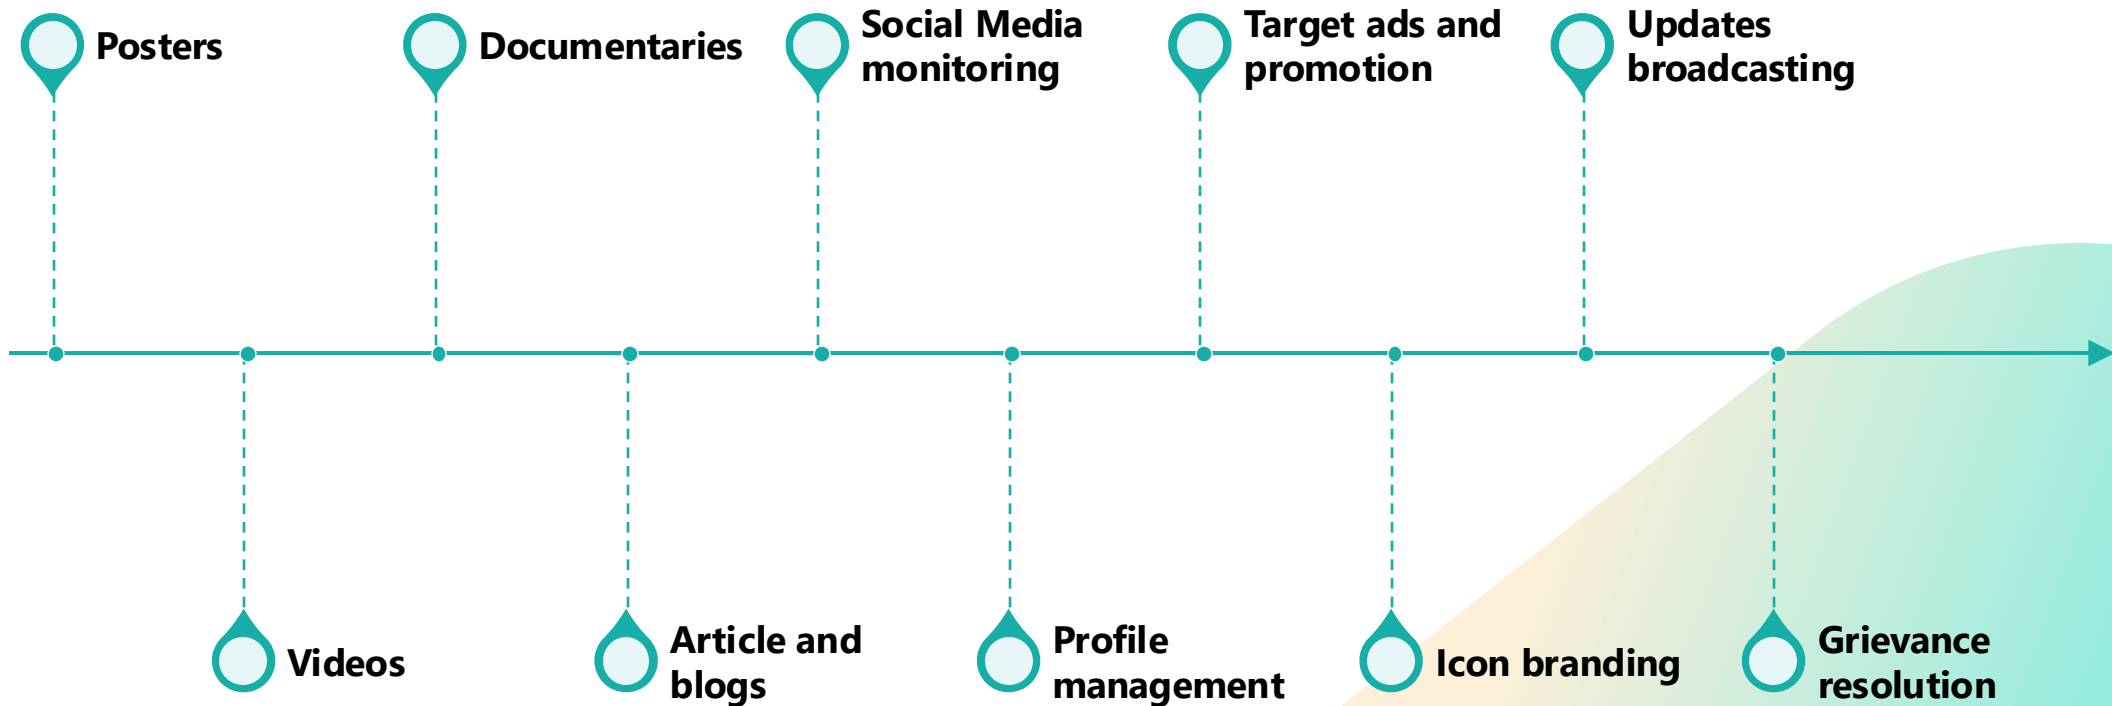 Posters
Documentaries
Social Media
monitoring
Target ads and
promotion
Updates
broadcasting
Videos
Article and
blogs
Profile
management
Icon branding
Grievance
resolution